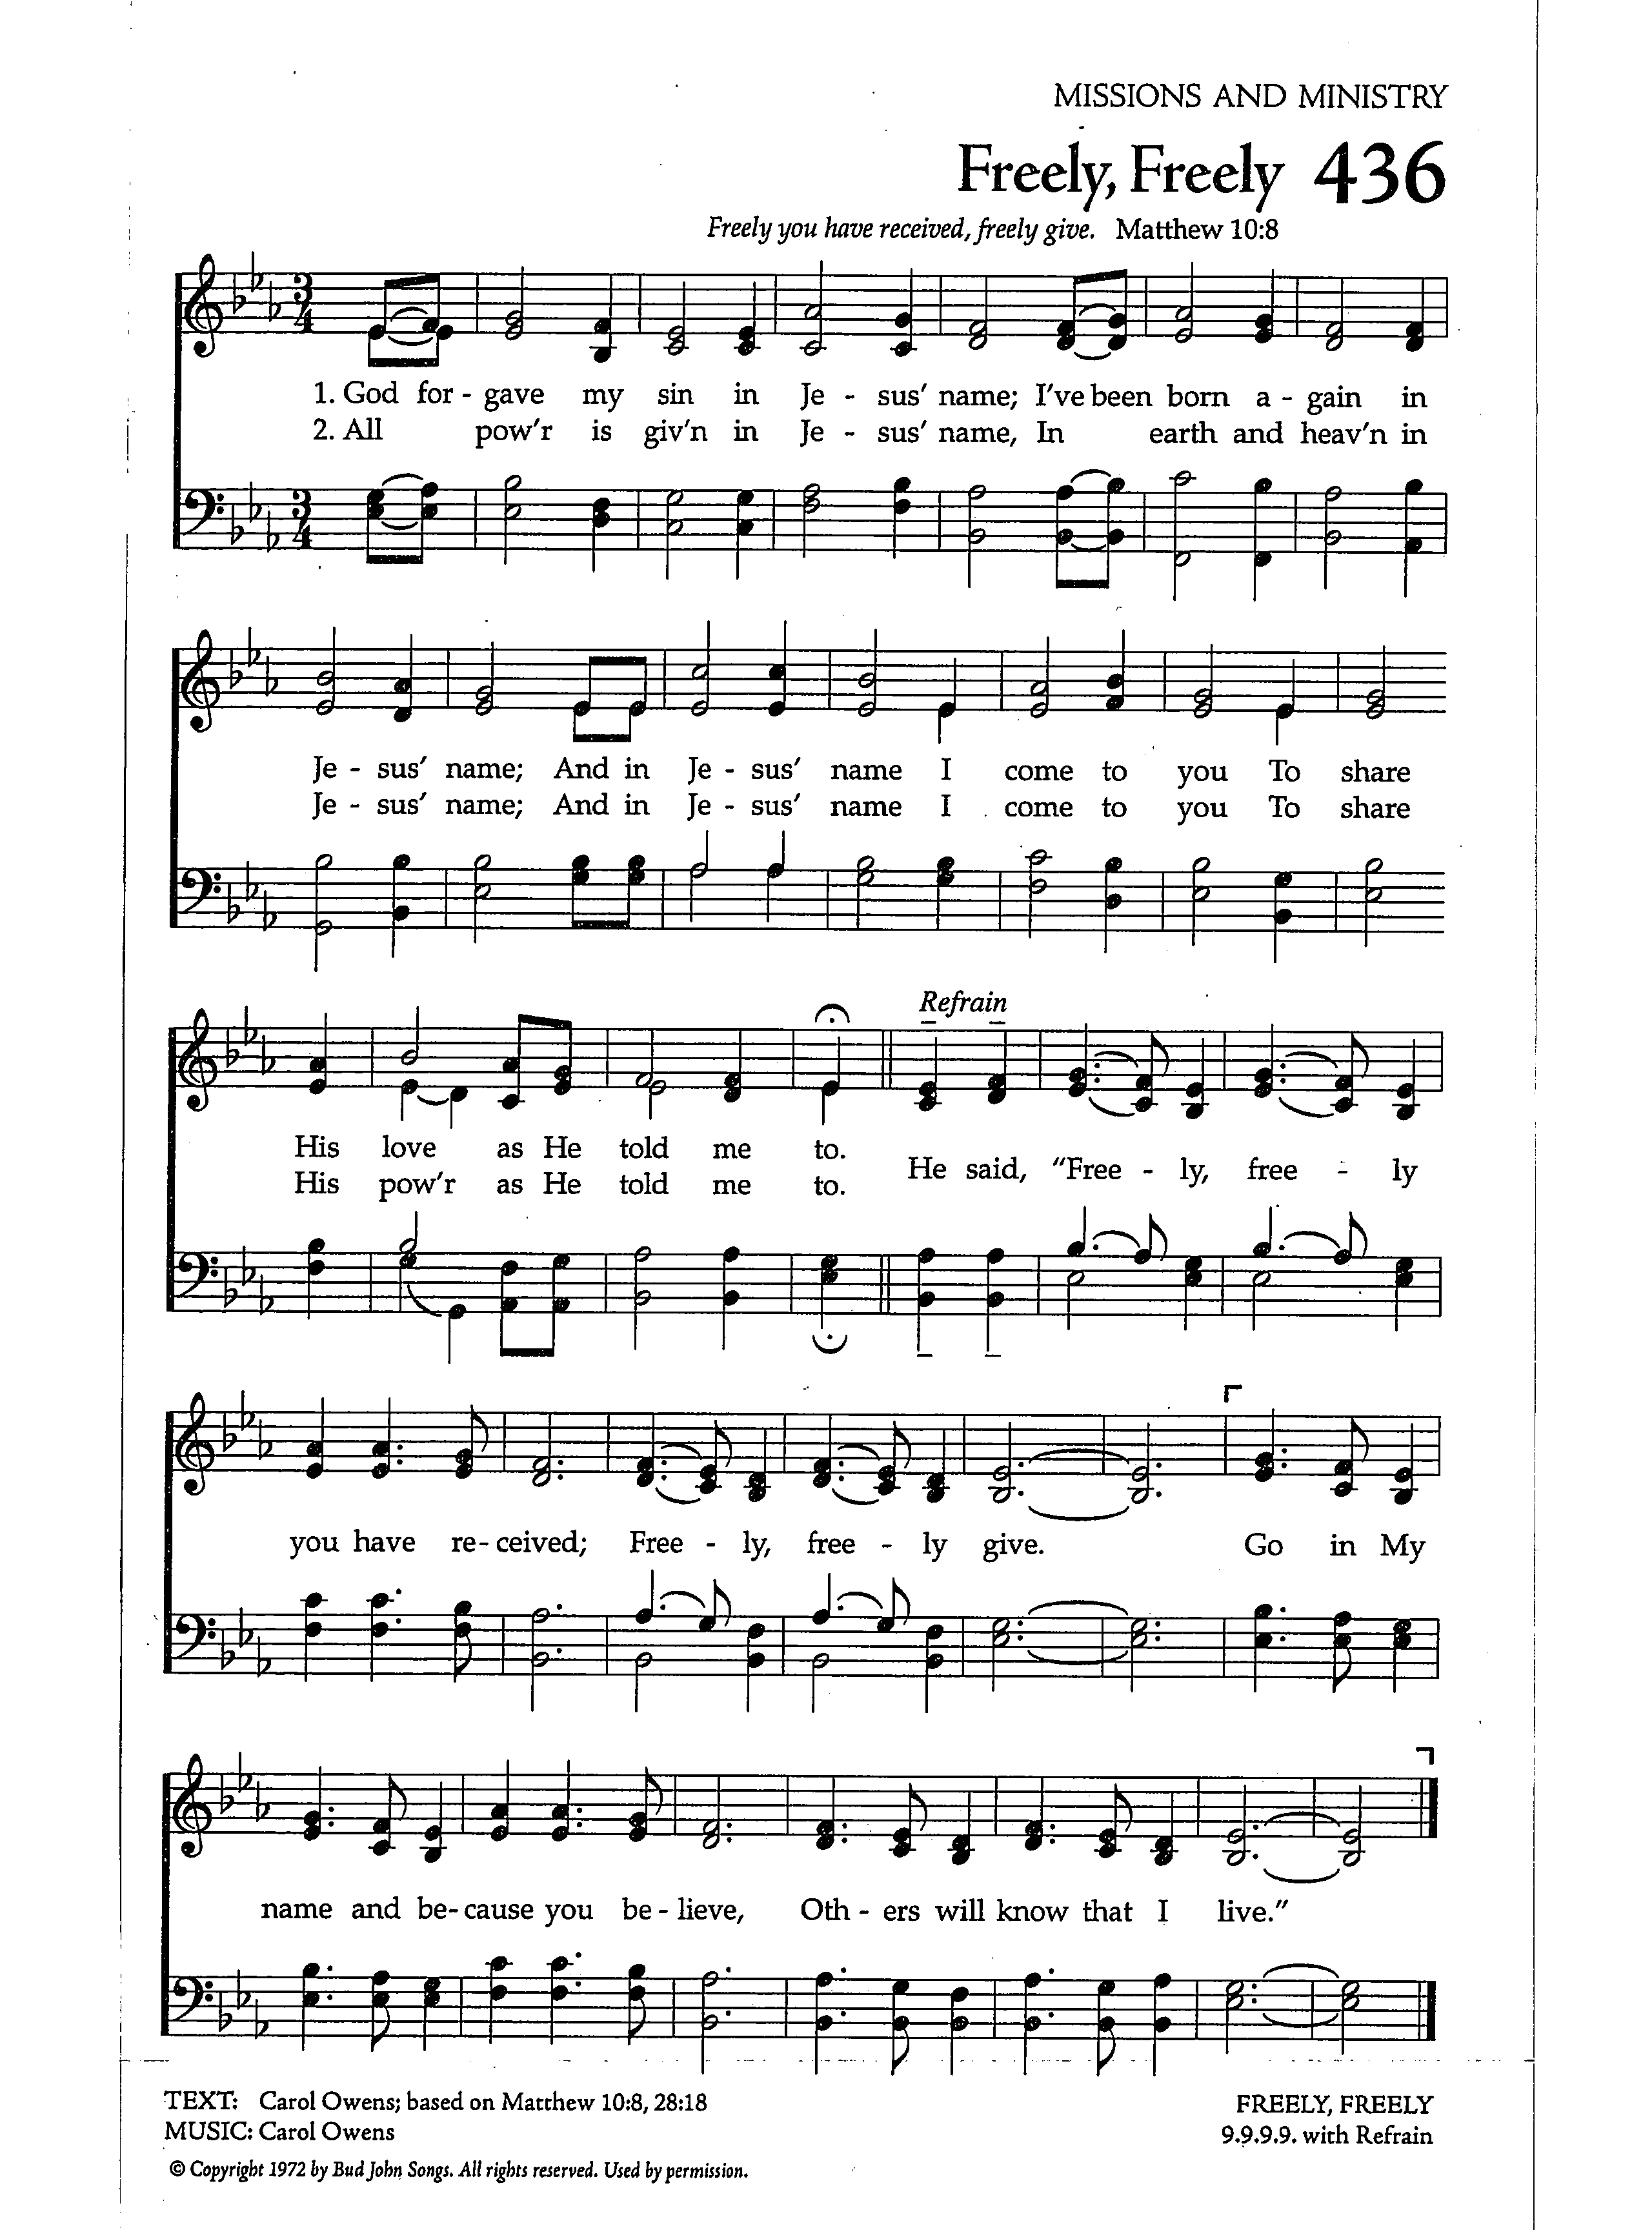 MISSIONS AND MINISTRY
Freely, Freely 436
Freely you have received, freely give. Matthew 10:8
1. God for - gave my sin in Je - sus' name; I've been born a - gain in
2. All pow'r is giv'n in Je - sus' name, In earth and heav'n in
Je - sus' name; And in Je - sus' name I come to you To share
Je - sus' name; And in Je - sus' name I come to you To share
Refrain
His love as He told me to.
His pow'r as He told me to.
He said, "Free - ly, free - ly
you have re - ceived; Free - ly, free - ly give. Go in My
name and be - cause you be - lieve, Oth - ers will know that I live."
TEXT: Carol Owens; based on Matthew 10:8, 28:18
MUSIC: Carol Owens
© Copyright 1972 by Bud John Songs. All rights reserved. Used by permission.
FREELY, FREELY
9.9.9.9. with Refrain